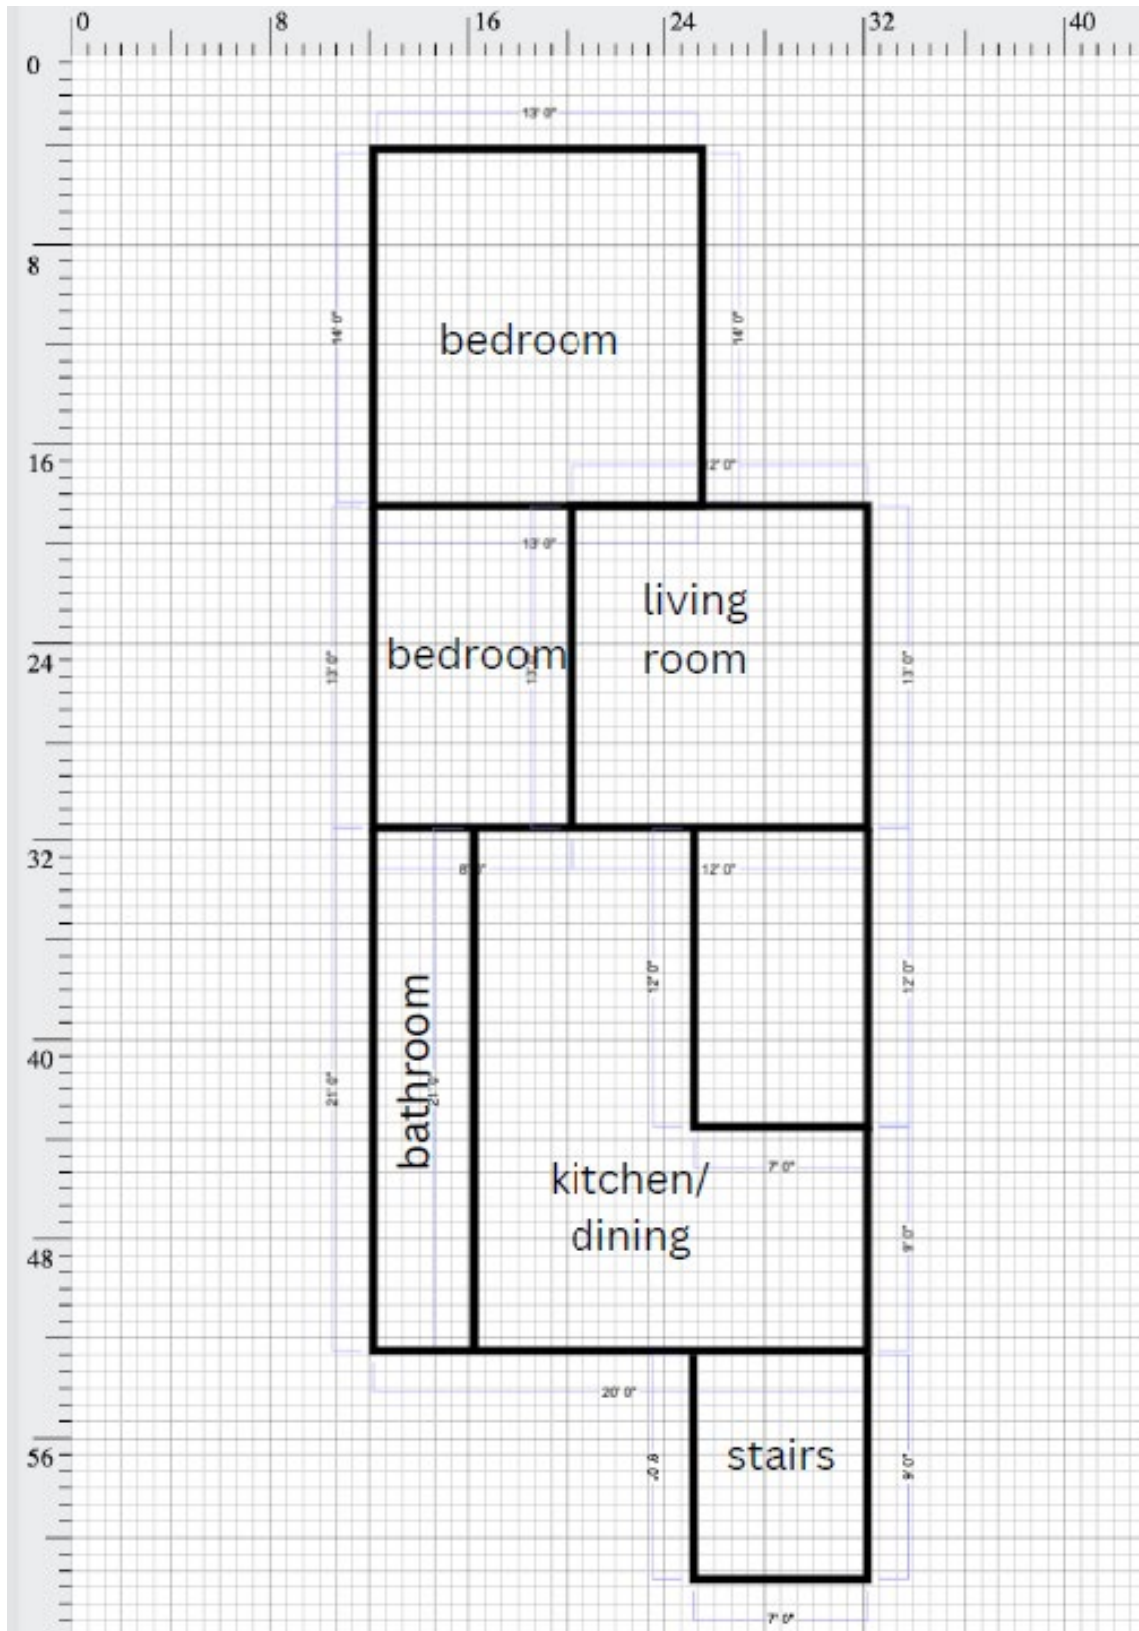 0 8 16 24 32 40
0
13' 0"
8
14' 0" bedroom 14' 0"
16
2' 0"
13' 0"
living
room
24
bedroom
13' 0" 13' 0"
32
8'
12' 0"
12' 0" 12' 0"
40
bathroom
21' 0"
21' 0"
7' 0"
kitchen/
dining
9' 0"
48
20' 0"
56
stairs
9' 0"
7' 0"